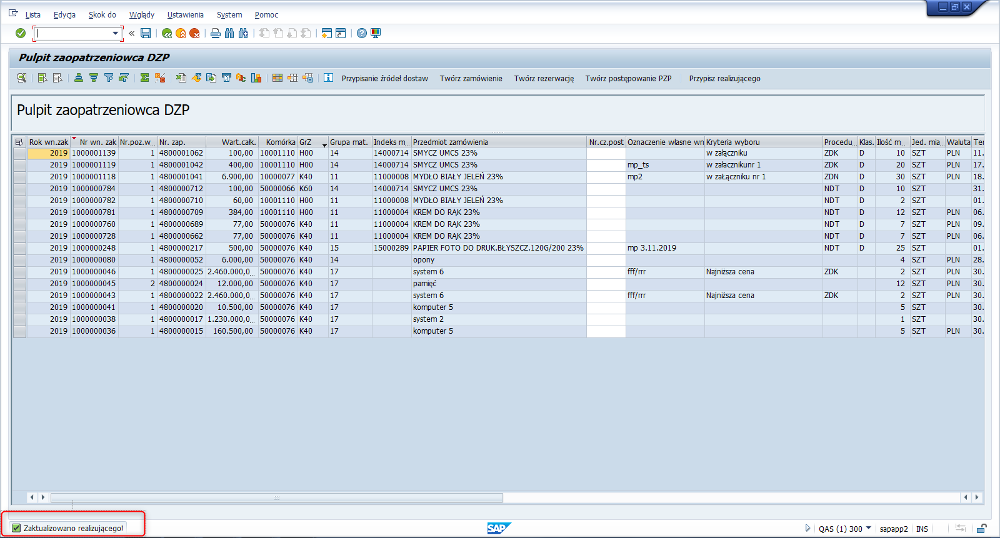 Lista Edycja Skok do Wglądy Ustawienia System Pomoc
«
Pulpit zaopatrzeniowca DZP
Przypisanie źródeł dostaw Twórz zamówienie Twórz rezerwację Twórz postępowanie PZP Przypisz realizującego
Pulpit zaopatrzeniowca DZP
Rok wn.zak Nr wn. zak Nr.poz.w... Nr. zap. Wart.całk. Komórka GrZ Grupa mat. Indeks m... Przedmiot zamówienia Nr.cz.post Oznaczenie własne wn Kryteria wyboru Procedu... Klas. Ilość m... Jed. mia... Waluta Ter
2019 1000001139 1 4800001062 100,00 10001110 H00 14 14000714 SMYCZ UMCS 23% w załączniku ZDK D 10 SZT PLN 11.
2019 1000001119 1 4800001042 400,00 10001110 H00 14 14000714 SMYCZ UMCS 23% mp_ts w załacznikunr 1 ZDK D 20 SZT PLN 17.
2019 1000001118 1 4800001041 6.900,00 10000077 K40 11 11000008 MYDŁO BIAŁY JELEŃ 23% mp2 w zaŁączniku nr 1 ZDN D 30 SZT PLN 18.
2019 1000000784 1 4800000712 100,00 50000066 K60 14 14000714 SMYCZ UMCS 23% NDT D 10 SZT 31.
2019 1000000782 1 4800000710 60,00 10001110 H00 11 11000008 MYDŁO BIAŁY JELEŃ 23% NDT D 2 SZT 01.
2019 1000000781 1 4800000709 384,00 10001110 H00 11 11000004 KREM DO RĄK 23% NDT D 12 SZT PLN 06.
2019 1000000760 1 4800000689 77,00 50000076 K40 11 11000004 KREM DO RĄK 23% NDT D 7 SZT PLN 09.
2019 1000000728 1 4800000662 77,00 50000076 K40 11 11000004 KREM DO RĄK 23% NDT D 7 SZT PLN 06.
2019 1000000248 1 4800000217 500,00 50000076 K40 15 15000289 PAPIER FOTO DO DRUK.BŁYSZCZ.120G/200 23% mp 3.11.2019 NDT D 25 SZT 01.
2019 1000000080 1 4800000052 6.000,00 50000076 K40 14 opony 4 SZT PLN 28.
2019 1000000046 1 4800000025 2.460.000,0... 50000076 K40 17 system 6 fff/rrr Najniższa cena ZDK 2 SZT PLN 30.
2019 1000000045 2 4800000024 12.000,00 50000076 K40 17 pamięć 12 SZT PLN 30.
2019 1000000043 1 4800000022 2.460.000,0... 50000076 K40 17 system 6 fff/rrr Najniższa cena ZDK 2 SZT PLN 30.
2019 1000000041 1 4800000020 10.500,00 50000076 K40 17 komputer 5 5 SZT 30.
2019 1000000038 1 4800000017 1.230.000,0... 50000076 K40 17 system 2 1 SZT 30.
2019 1000000036 1 4800000015 160.500,00 50000076 K40 17 komputer 5 5 SZT PLN 30.
Zaktualizowano realizującego! SAP QAS (1) 300 sapapp2 INS